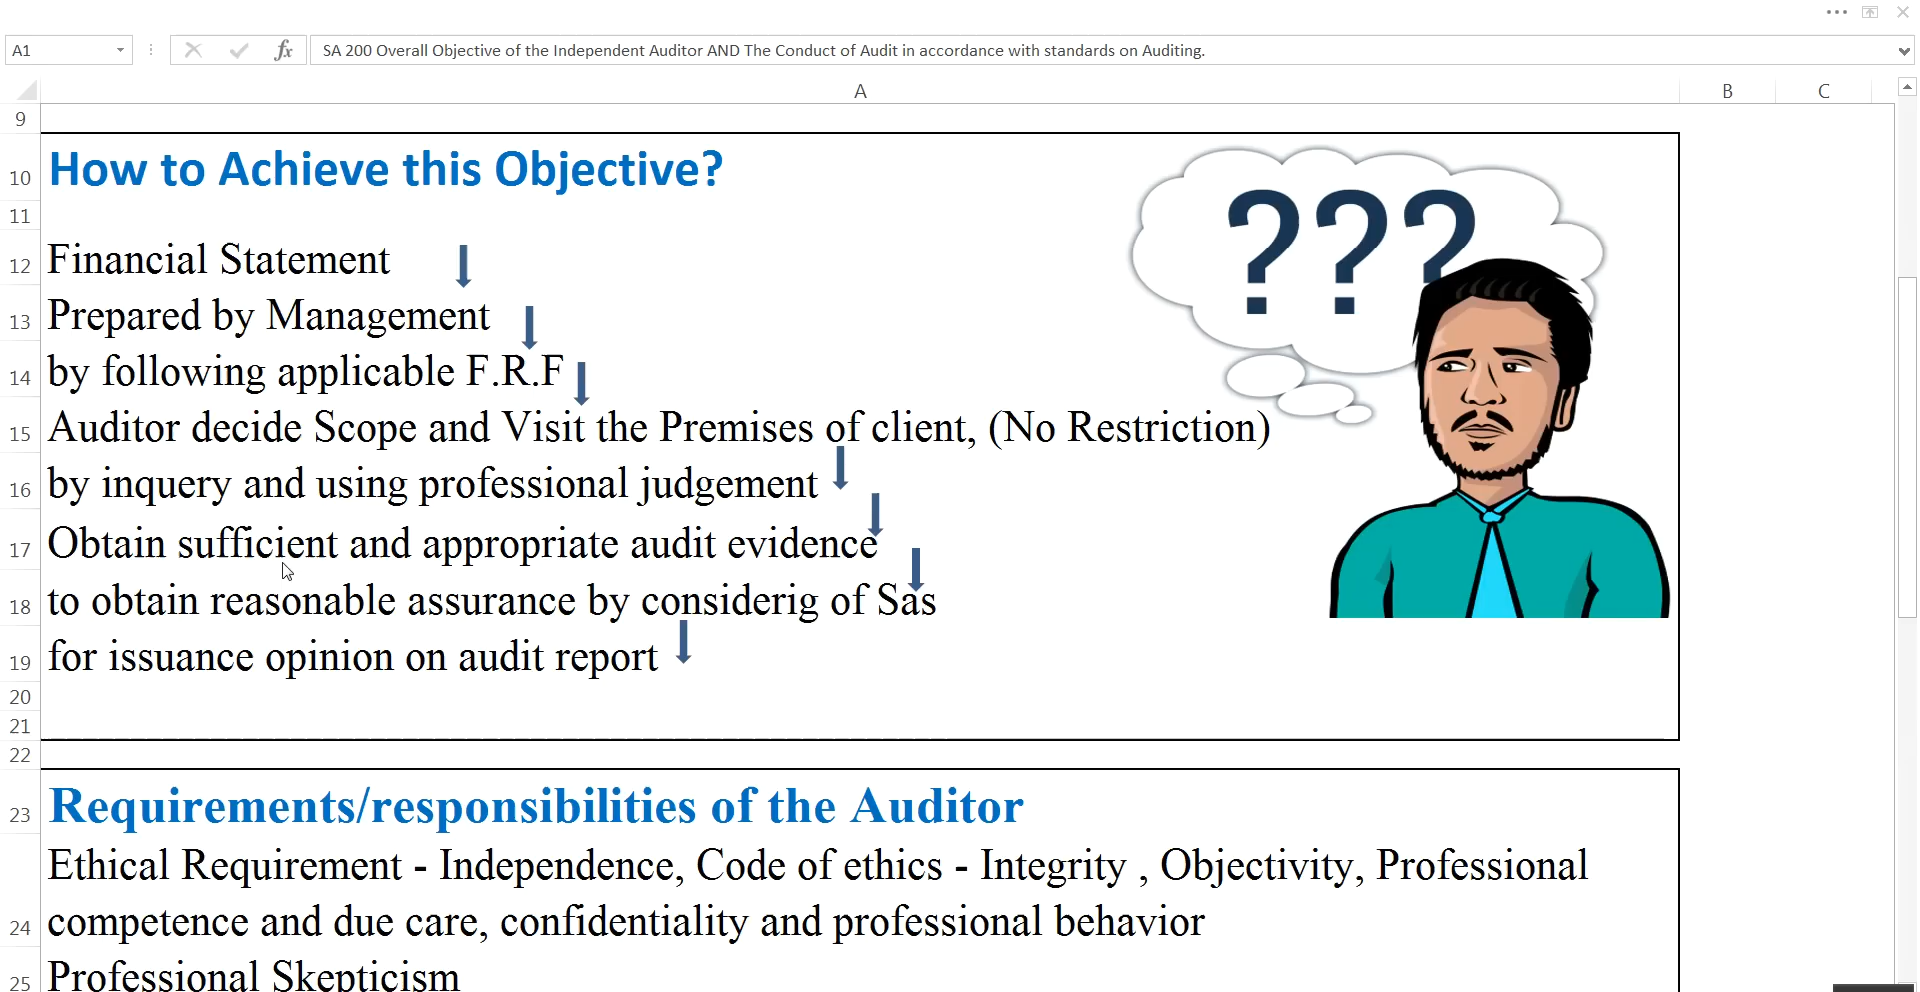 A1
fx
SA 200 Overall Objective of the Independent Auditor AND The Conduct of Audit in accordance with standards on Auditing.
A B C
9
10 How to Achieve this Objective?
???
11
12 Financial Statement
13 Prepared by Management
14 by following applicable F.R.F
15 Auditor decide Scope and Visit the Premises of client, (No Restriction)
16 by inquery and using professional judgement
17 Obtain sufficient and appropriate audit evidence
18 to obtain reasonable assurance by considerig of Sas
19 for issuance opinion on audit report
20
21
22
23 Requirements/responsibilities of the Auditor
Ethical Requirement - Independence, Code of ethics - Integrity , Objectivity, Professional
24 competence and due care, confidentiality and professional behavior
25 Professional Skepticism